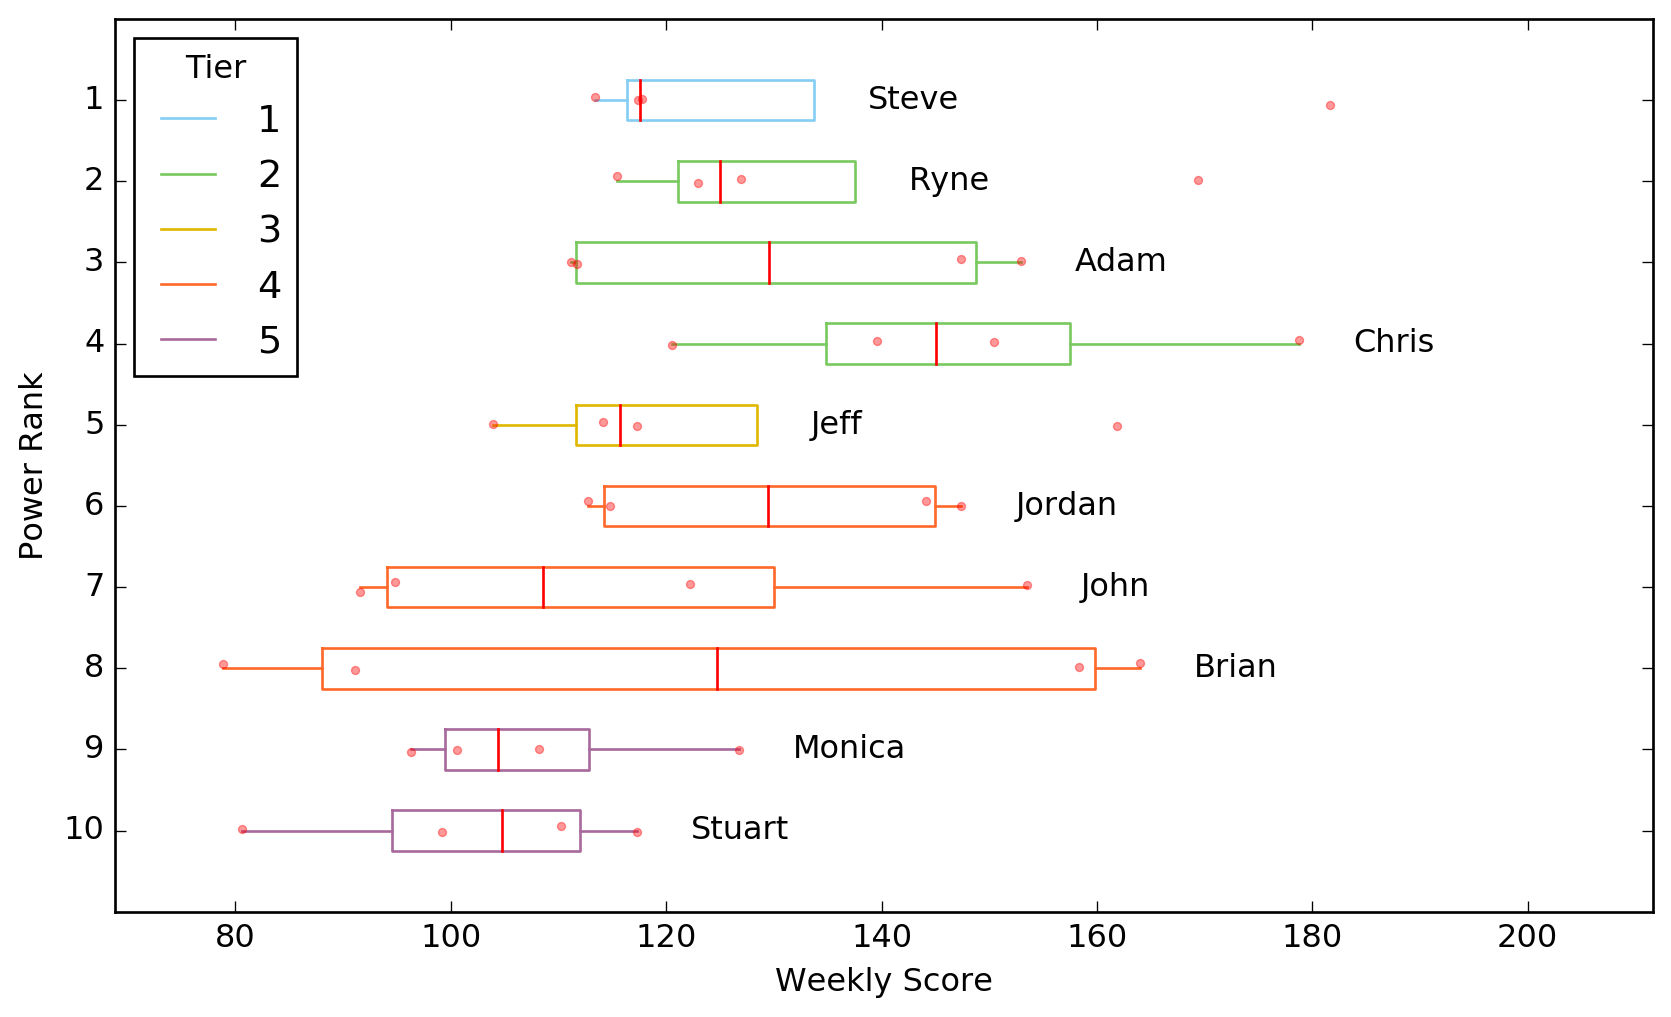 Tier
1
2
3
4
5
1 Steve
2 Ryne
3 Adam
4 Chris
5 Jeff
6 Jordan
7 John
8 Brian
9 Monica
10 Stuart
Power Rank
80 100 120 140 160 180 200
Weekly Score